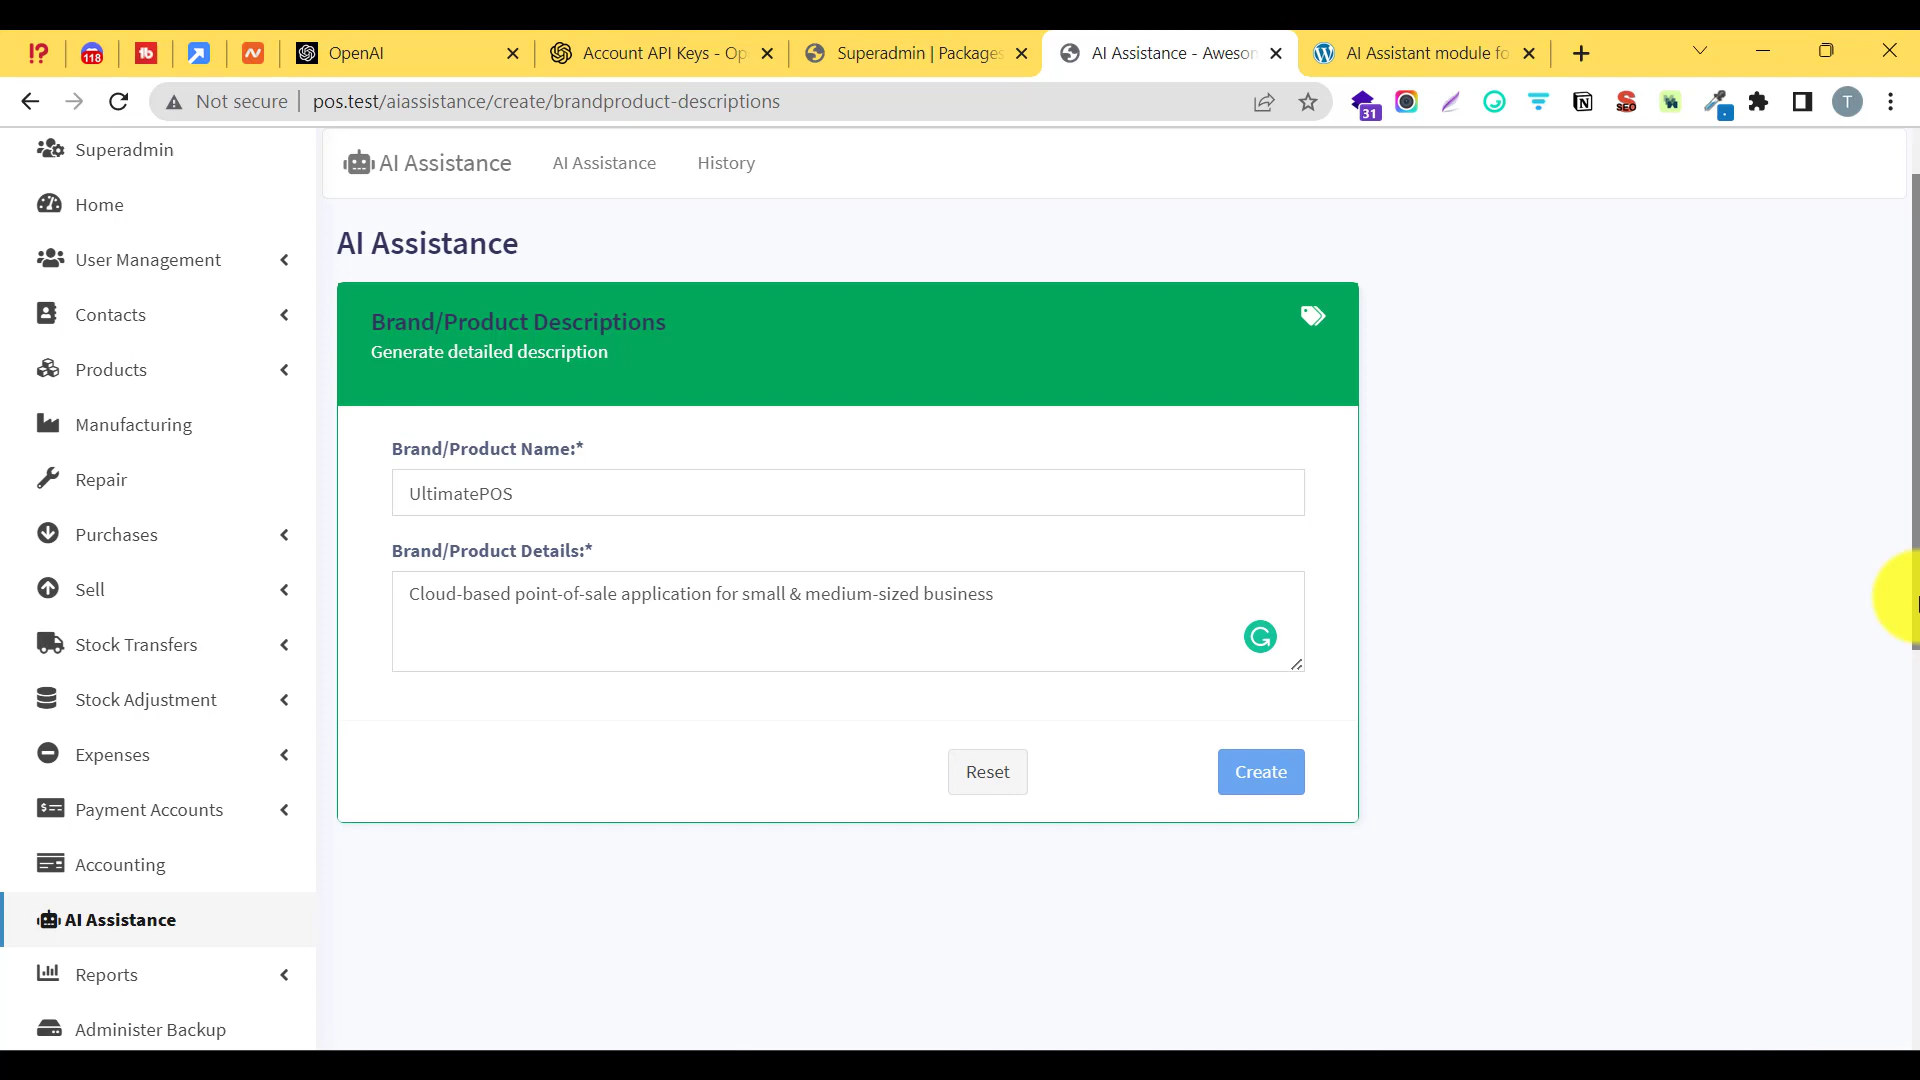 !?
118
tb
OpenAI
Account API Keys - Op
Superadmin | Packages
AI Assistance - Awesom
AI Assistant module fo
Not secure
pos.test/aiassistance/create/brandproduct-descriptions
31
SEO
T
Superadmin
Home
User Management
Contacts
Products
Manufacturing
Repair
Purchases
Sell
Stock Transfers
Stock Adjustment
Expenses
Payment Accounts
Accounting
AI Assistance
Reports
Administer Backup
AI Assistance
AI Assistance
History
AI Assistance
Brand/Product Descriptions
Generate detailed description
Brand/Product Name:*
UltimatePOS
Brand/Product Details:*
Cloud-based point-of-sale application for small & medium-sized business
Reset
Create